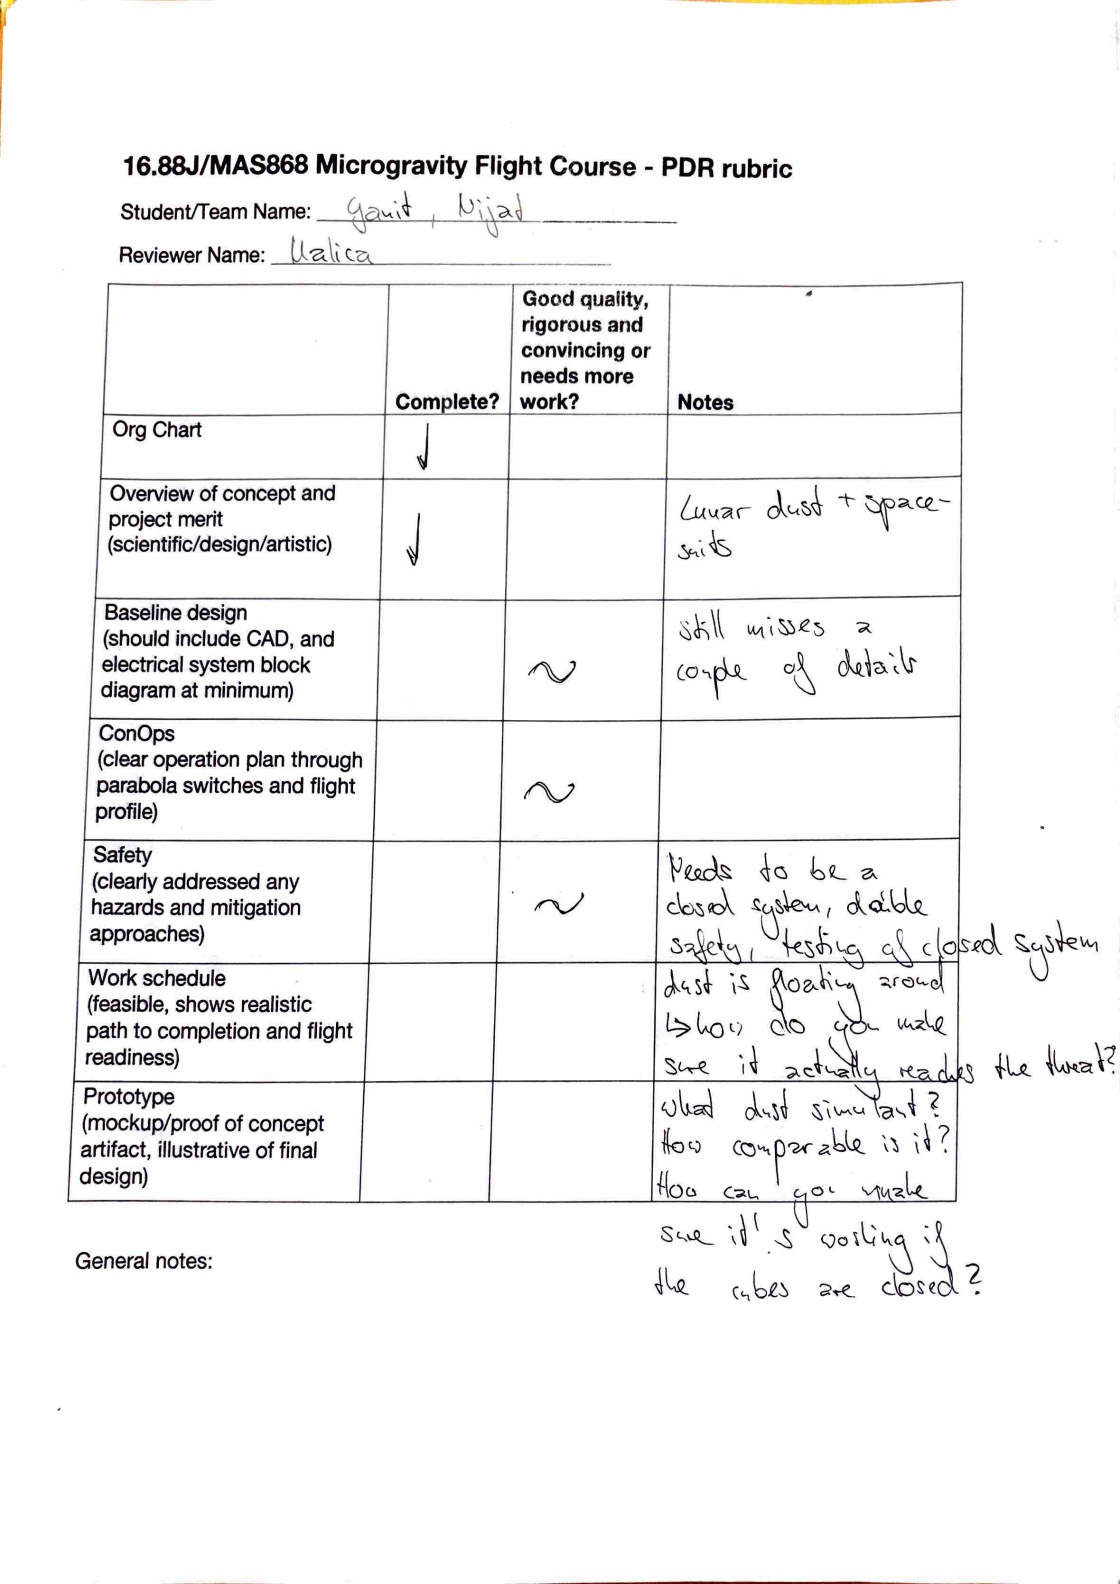 16.88J/MAS868 Microgravity Flight Course - PDR rubric
Student/Team Name: Ganit, Nijat
Reviewer Name: Malica
Complete?
Good quality,
rigorous and
convincing or
needs more
work?
Notes
Org Chart
Overview of concept and
project merit
(scientific/design/artistic)
Lunar dust + space-
suits
Baseline design
(should include CAD, and
electrical system block
diagram at minimum)
still misses a
couple of details
~
ConOps
(clear operation plan through
parabola switches and flight
profile)
~
Safety
(clearly addressed any
hazards and mitigation
approaches)
~
Needs to be a
closed system, double
safety, testing of closed system
Work schedule
(feasible, shows realistic
path to completion and flight
readiness)
dust is floating around
↳ how do you make
sure it actually reaches the threat?
Prototype
(mockup/proof of concept
artifact, illustrative of final
design)
what dust simulant?
How comparable is it?
How can you make
sure it's working if
the cubes are closed?
General notes: